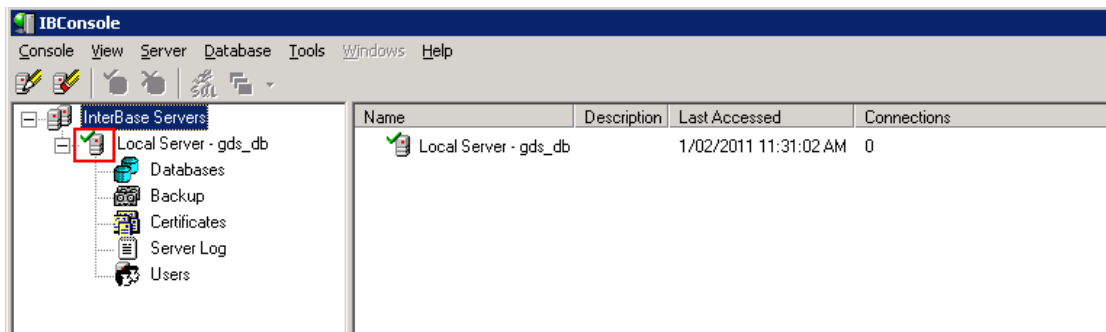 IBConsole
Console View Server Database Tools Windows Help
SQL
InterBase Servers
Name Description Last Accessed Connections
Local Server - gds_db
Local Server - gds_db 1/02/2011 11:31:02 AM 0
Databases
Backup
Certificates
Server Log
Users